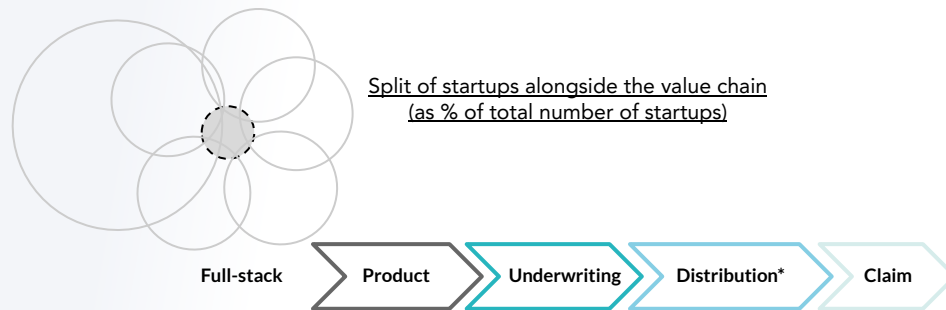 Split of startups alongside the value chain
(as % of total number of startups)
Full-stack
Product
Underwriting
Distribution*
Claim